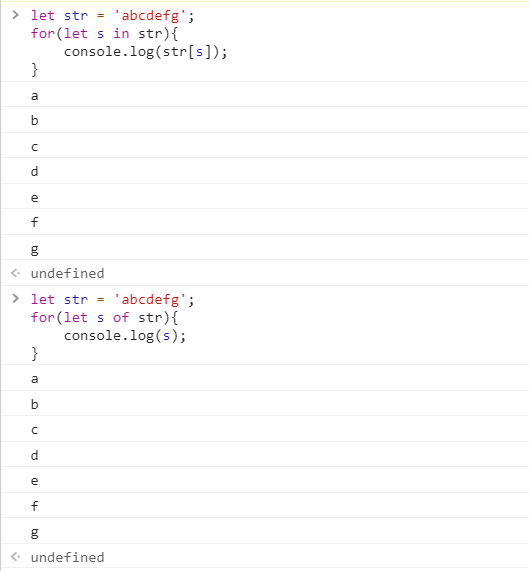 > let str = 'abcdefg';
for(let s in str){
    console.log(str[s]);
}
a
b
c
d
e
f
g
<· undefined
> let str = 'abcdefg';
for(let s of str){
    console.log(s);
}
a
b
c
d
e
f
g
<· undefined